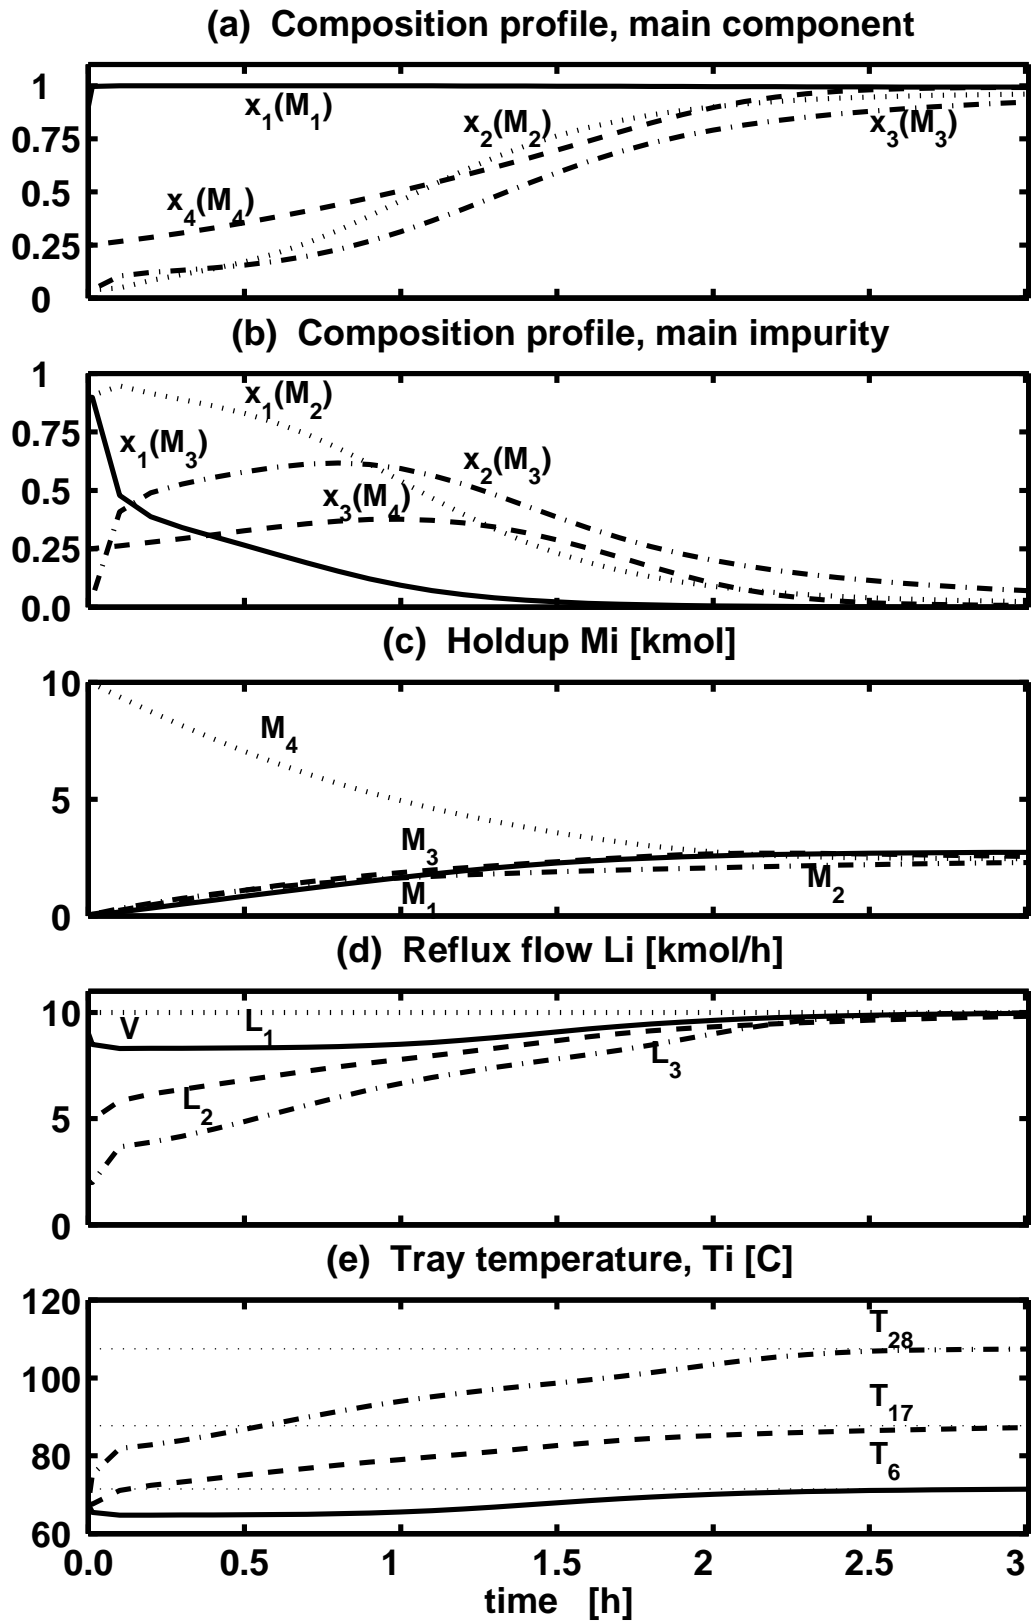 (a) Composition profile, main component
1
0.75
0.5
0.25
0
x1(M1)
x2(M2)
x3(M3)
x4(M4)
(b) Composition profile, main impurity
1
0.75
0.5
0.25
0.0
x1(M2)
x1(M3)
x2(M3)
x3(M4)
(c) Holdup Mi [kmol]
10
5
0
M4
M3
M1
M2
(d) Reflux flow Li [kmol/h]
10
5
0
V
L1
L2
L3
(e) Tray temperature, Ti [C]
120
100
80
60
T28
T17
T6
0.0 0.5 1 1.5 2 2.5 3
time [h]